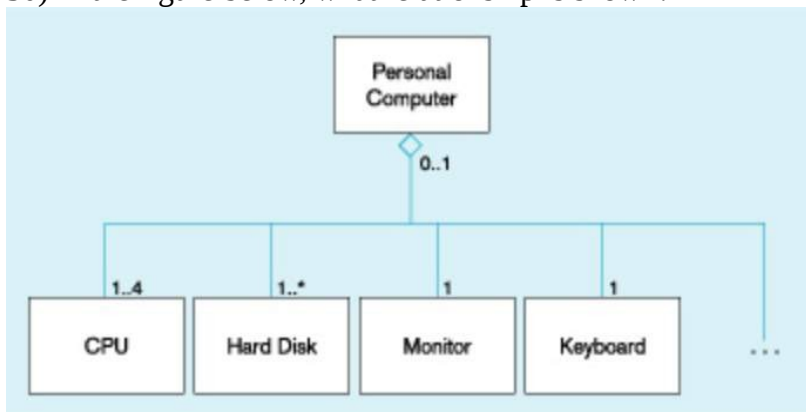 Personal
Computer
0..1
1..4
1..*
1
1
CPU
Hard Disk
Monitor
Keyboard
...